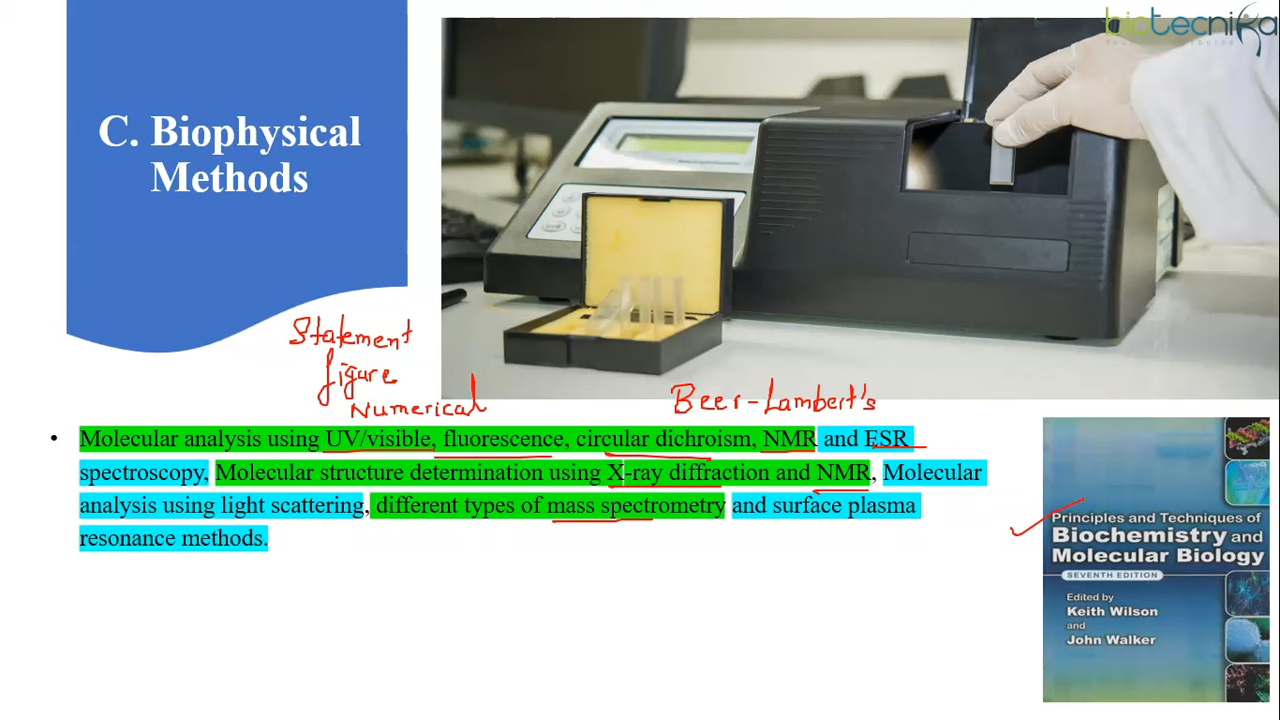 biotecnika
C. Biophysical
Methods
Statement
figure
Numerical
Beer-Lambert's
• Molecular analysis using UV/visible, fluorescence, circular dichroism, NMR and ESR
spectroscopy, Molecular structure determination using X-ray diffraction and NMR, Molecular
analysis using light scattering, different types of mass spectrometry and surface plasma
resonance methods.
Principles and Techniques of
Biochemistry and
Molecular Biology
SEVENTH EDITION
Edited by
Keith Wilson
and
John Walker